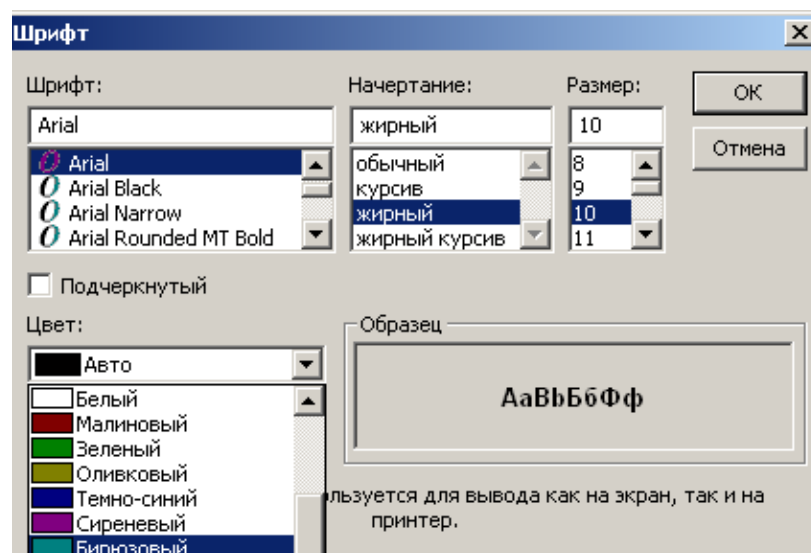 Шрифт
Шрифт:
Начертание:
Размер:
Arial
жирный
10
OK
Отмена
Arial
Arial Black
Arial Narrow
Arial Rounded MT Bold
обычный
курсив
жирный
жирный курсив
8
9
10
11
Подчеркнутый
Цвет:
Авто
Белый
Малиновый
Зеленый
Оливковый
Темно-синий
Сиреневый
Бирюзовый
Образец
АаВЬБбФф
льзуется для вывода как на экран, так и на
принтер.